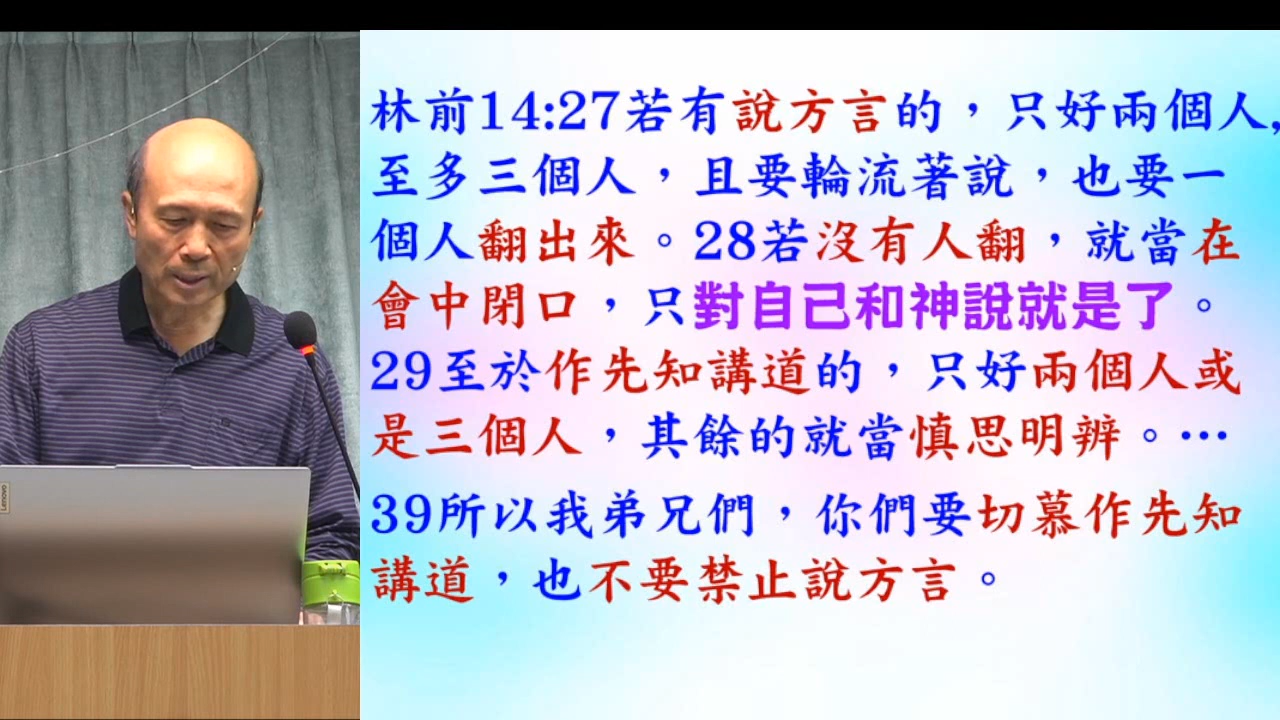 林前14:27若有說方言的，只好兩個人,
至多三個人，且要輪流著說，也要一
個人翻出來。28若沒有人翻，就當在
會中閉口，只對自己和神說就是了。
29至於作先知講道的，只好兩個人或
是三個人，其餘的就當慎思明辨。…
39所以我弟兄們，你們要切慕作先知
講道，也不要禁止說方言。
LENOVO